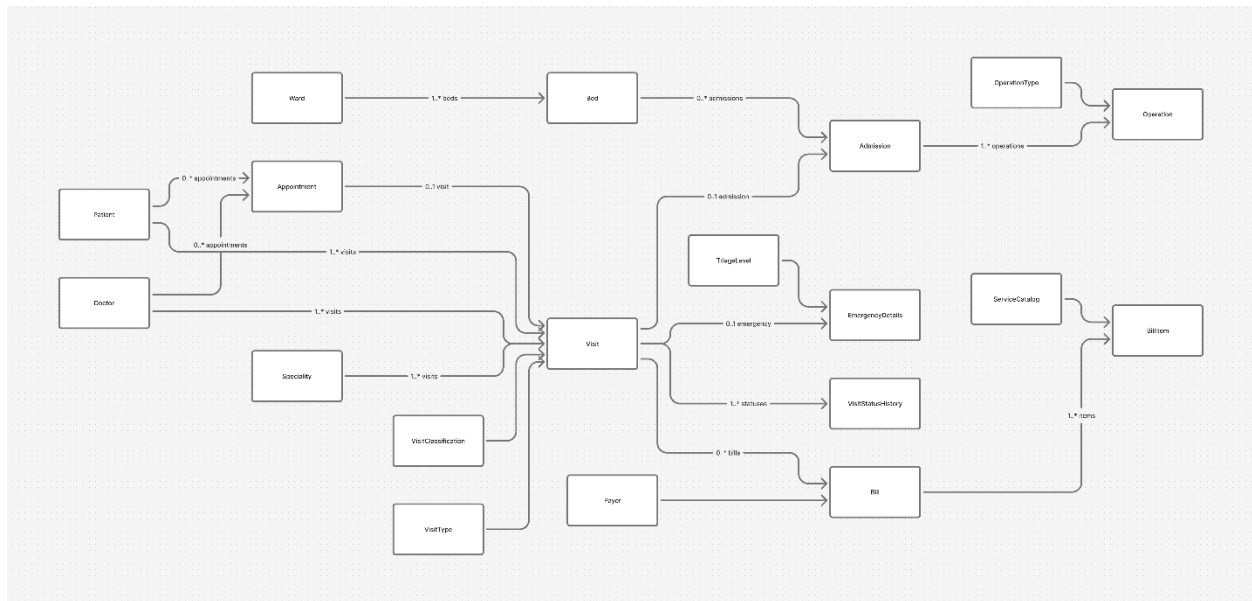 OperationType
Ward
1..* beds
Bed
0..* admissions
Operation
Admission
1..* operations
0..* appointments
Appointment
0..1 visit
0..1 admission
Patient
0..* appointments
1..* visits
TriageLevel
Doctor
ServiceCatalog
1..* visits
EmergencyDetails
0..1 emergency
BillItem
Visit
Speciality
1..* visits
1..* statuses
VisitStatusHistory
1..* items
VisitClassification
0..* bills
Payer
Bill
VisitType